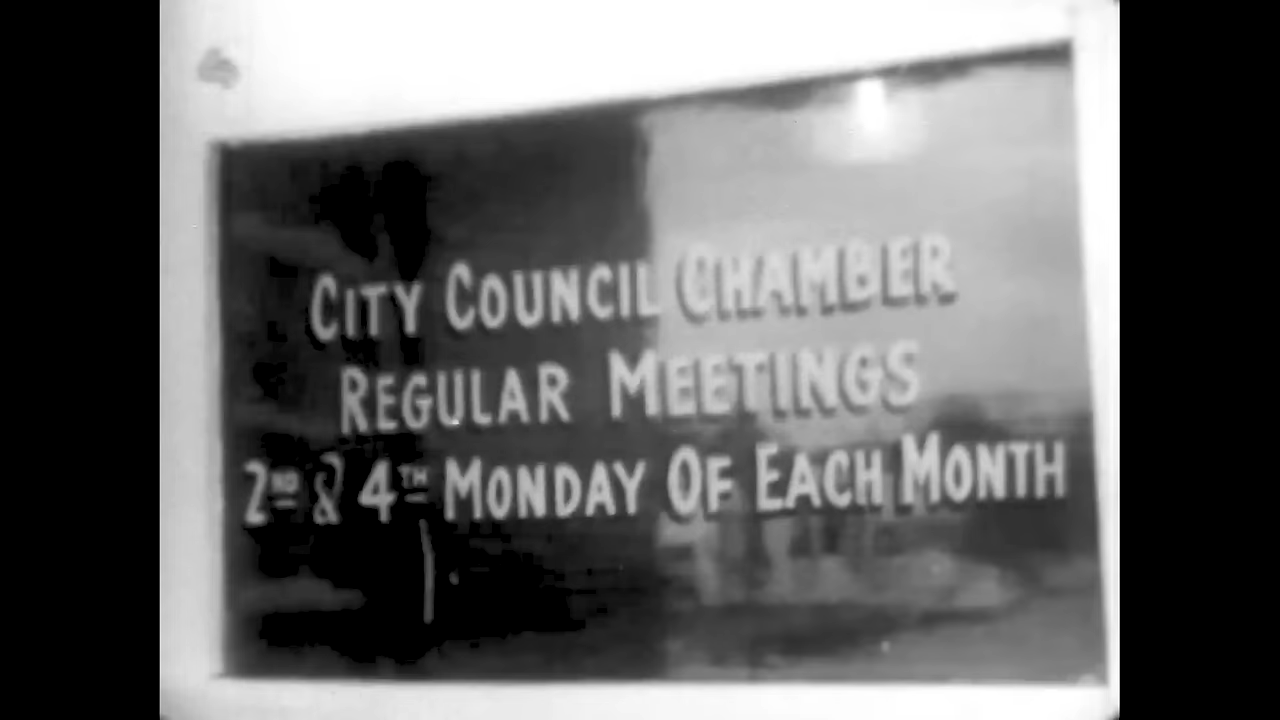 CITY COUNCIL CHAMBER
REGULAR MEETINGS
2ND & 4TH MONDAY OF EACH MONTH